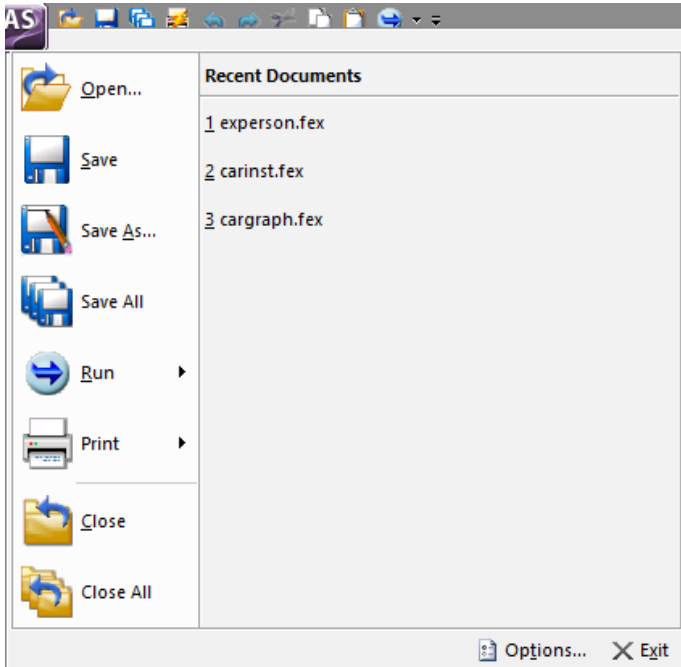 AS
Open...
Save
Save As...
Save All
Run
Print
Close
Close All
Recent Documents
1 experson.fex
2 carinst.fex
3 cargraph.fex
Options...
Exit